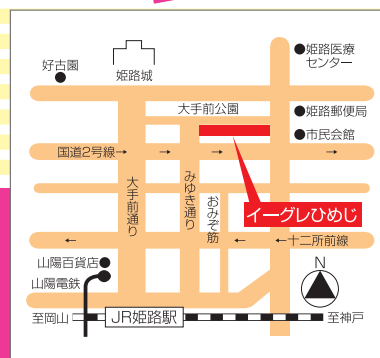 姫路医療
センター
好古園
姫路城
大手前公園
姫路郵便局
市民会館
国道2号線→
大手前通り
みゆき通り
おみぞ筋
イーグレひめじ
←十二所前線
山陽百貨店
山陽電鉄
N
至岡山
JR姫路駅
至神戸